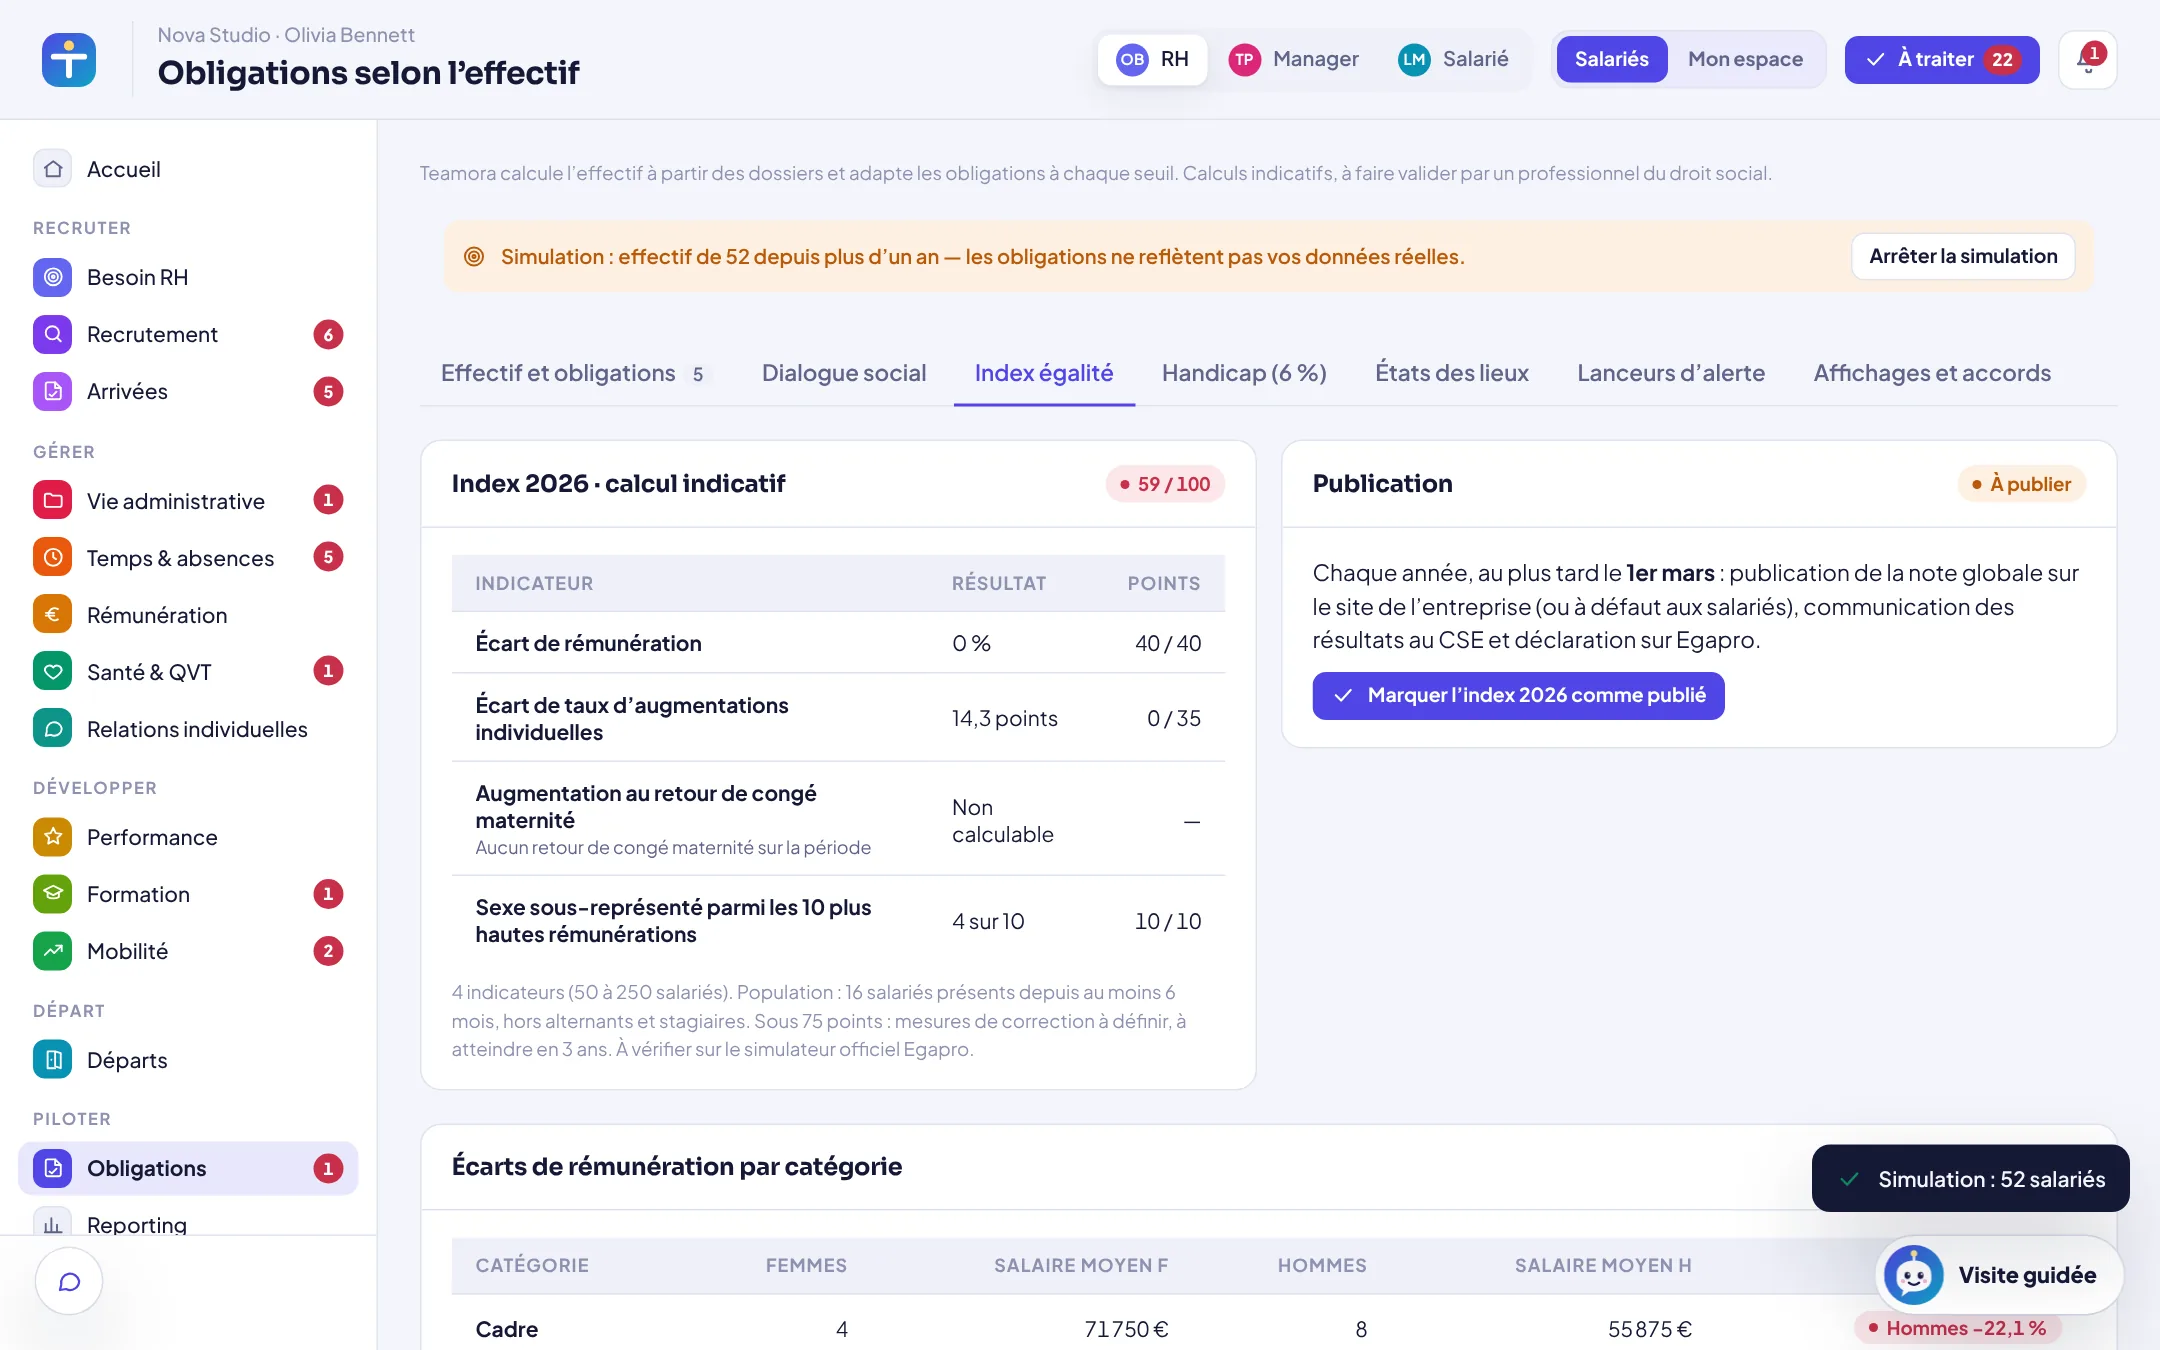 Nova Studio · Olivia Bennett
Obligations selon l’effectif
OB RH
TP Manager
LM Salarié
Salariés
Mon espace
À traiter 22
1
Accueil
RECRUTER
Besoin RH
Recrutement 6
Arrivées 5
GÉRER
Vie administrative 1
Temps & absences 5
Rémunération
Santé & QVT 1
Relations individuelles
DÉVELOPPER
Performance
Formation 1
Mobilité 2
DÉPART
Départs
PILOTER
Obligations 1
Reporting
Teamora calcule l’effectif à partir des dossiers et adapte les obligations à chaque seuil. Calculs indicatifs, à faire valider par un professionnel du droit social.
Simulation : effectif de 52 depuis plus d’un an — les obligations ne reflètent pas vos données réelles.
Arrêter la simulation
Effectif et obligations 5
Dialogue social
Index égalité
Handicap (6 %)
États des lieux
Lanceurs d’alerte
Affichages et accords
Index 2026 · calcul indicatif
59 / 100
INDICATEUR RÉSULTAT POINTS
Écart de rémunération 0 % 40 / 40
Écart de taux d’augmentations
individuelles
14,3 points 0 / 35
Augmentation au retour de congé
maternité
Aucun retour de congé maternité sur la période
Non
calculable
—
Sexe sous-représenté parmi les 10 plus
hautes rémunérations
4 sur 10 10 / 10
4 indicateurs (50 à 250 salariés). Population : 16 salariés présents depuis au moins 6
mois, hors alternants et stagiaires. Sous 75 points : mesures de correction à définir, à
atteindre en 3 ans. À vérifier sur le simulateur officiel Egapro.
Publication
À publier
Chaque année, au plus tard le 1er mars : publication de la note globale sur
le site de l’entreprise (ou à défaut aux salariés), communication des
résultats au CSE et déclaration sur Egapro.
Marquer l’index 2026 comme publié
Écarts de rémunération par catégorie
CATÉGORIE FEMMES SALAIRE MOYEN F HOMMES SALAIRE MOYEN H
Cadre 4 71 750 € 8 55 875 € Hommes −22,1 %
Simulation : 52 salariés
Visite guidée